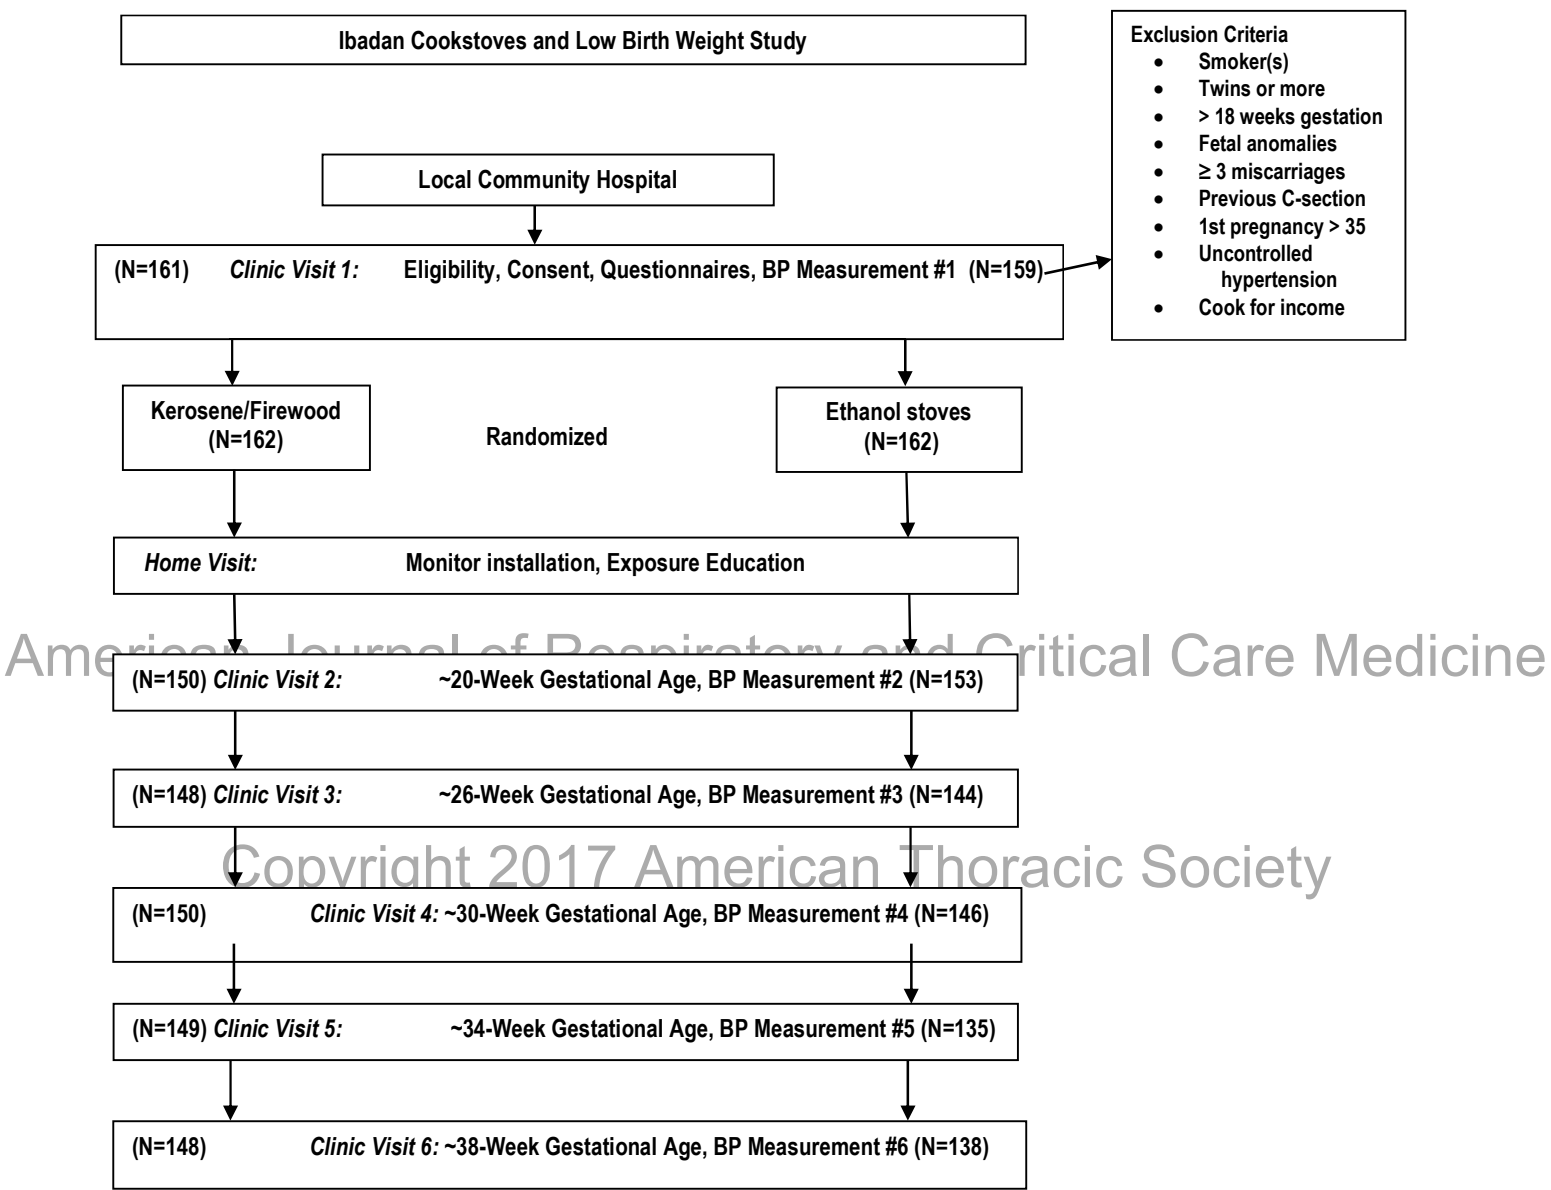 Ibadan Cookstoves and Low Birth Weight Study
Exclusion Criteria
• Smoker(s)
• Twins or more
• > 18 weeks gestation
• Fetal anomalies
• ≥ 3 miscarriages
• Previous C-section
• 1st pregnancy > 35
• Uncontrolled
hypertension
• Cook for income
Local Community Hospital
(N=161) Clinic Visit 1: Eligibility, Consent, Questionnaires, BP Measurement #1 (N=159)
Kerosene/Firewood
(N=162)
Randomized
Ethanol stoves
(N=162)
Home Visit: Monitor installation, Exposure Education
American Journal of Respiratory and Critical Care Medicine
(N=150) Clinic Visit 2: ~20-Week Gestational Age, BP Measurement #2 (N=153)
(N=148) Clinic Visit 3: ~26-Week Gestational Age, BP Measurement #3 (N=144)
Copyright 2017 American Thoracic Society
(N=150) Clinic Visit 4: ~30-Week Gestational Age, BP Measurement #4 (N=146)
(N=149) Clinic Visit 5: ~34-Week Gestational Age, BP Measurement #5 (N=135)
(N=148) Clinic Visit 6: ~38-Week Gestational Age, BP Measurement #6 (N=138)